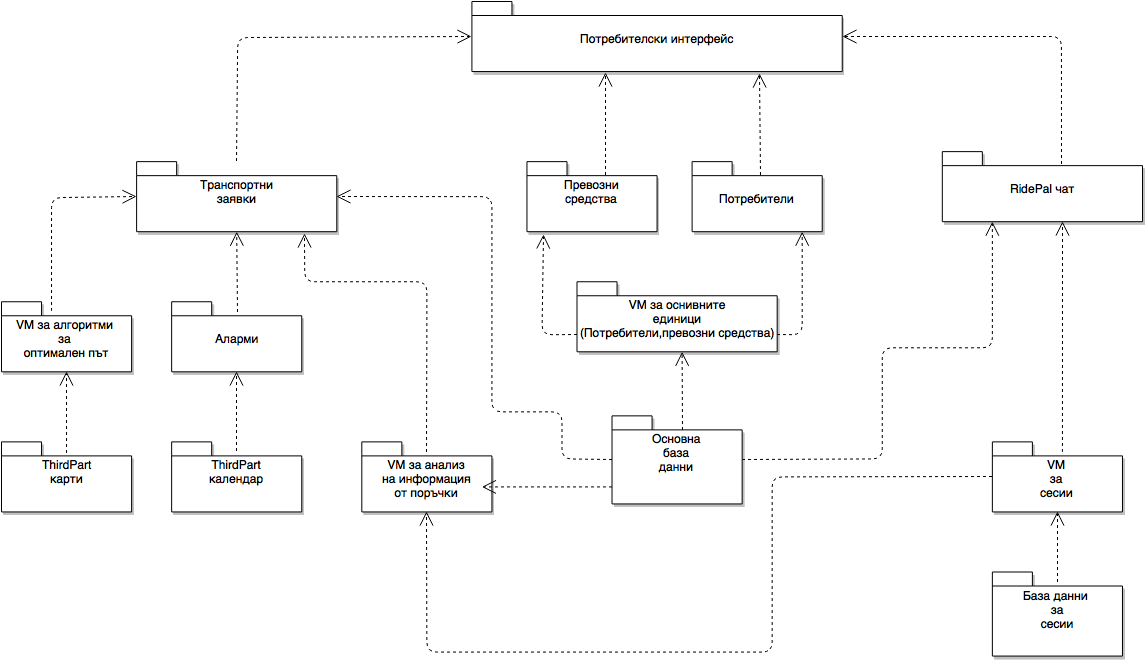 Потребителски интерфейс
Транспортни
заявки
Превозни
средства
Потребители
RidePal чат
VM за алгоритми
за
оптимален път
Аларми
VM за оснивните
единици
(Потребители,превозни средства)
ThirdPart
карти
ThirdPart
календар
VM за анализ
на информация
от поръчки
Основна
база
данни
VM
за
сесии
База данни
за
сесии